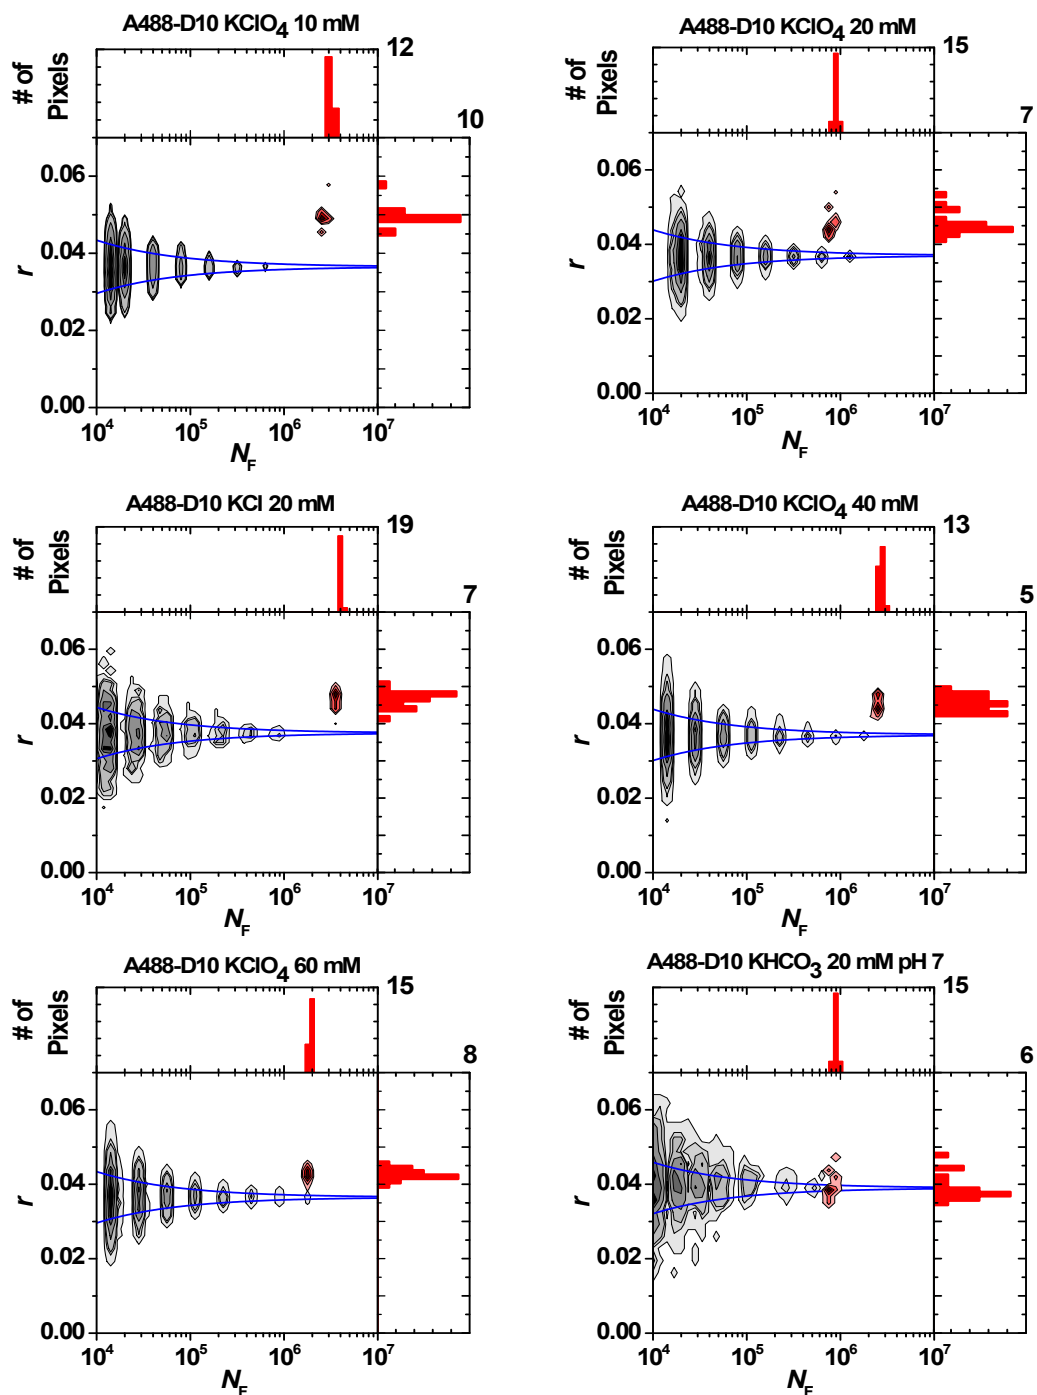 A488-D10 KClO4 10 mM
12
# of Pixels
10
r
0.06
0.04
0.02
0.00
10^4 10^5 10^6 10^7
N_F
A488-D10 KClO4 20 mM
15
# of Pixels
7
r
0.06
0.04
0.02
0.00
10^4 10^5 10^6 10^7
N_F
A488-D10 KCl 20 mM
19
# of Pixels
7
r
0.06
0.04
0.02
0.00
10^4 10^5 10^6 10^7
N_F
A488-D10 KClO4 40 mM
13
# of Pixels
5
r
0.06
0.04
0.02
0.00
10^4 10^5 10^6 10^7
N_F
A488-D10 KClO4 60 mM
15
# of Pixels
8
r
0.06
0.04
0.02
0.00
10^4 10^5 10^6 10^7
N_F
A488-D10 KHCO3 20 mM pH 7
15
# of Pixels
6
r
0.06
0.04
0.02
0.00
10^4 10^5 10^6 10^7
N_F